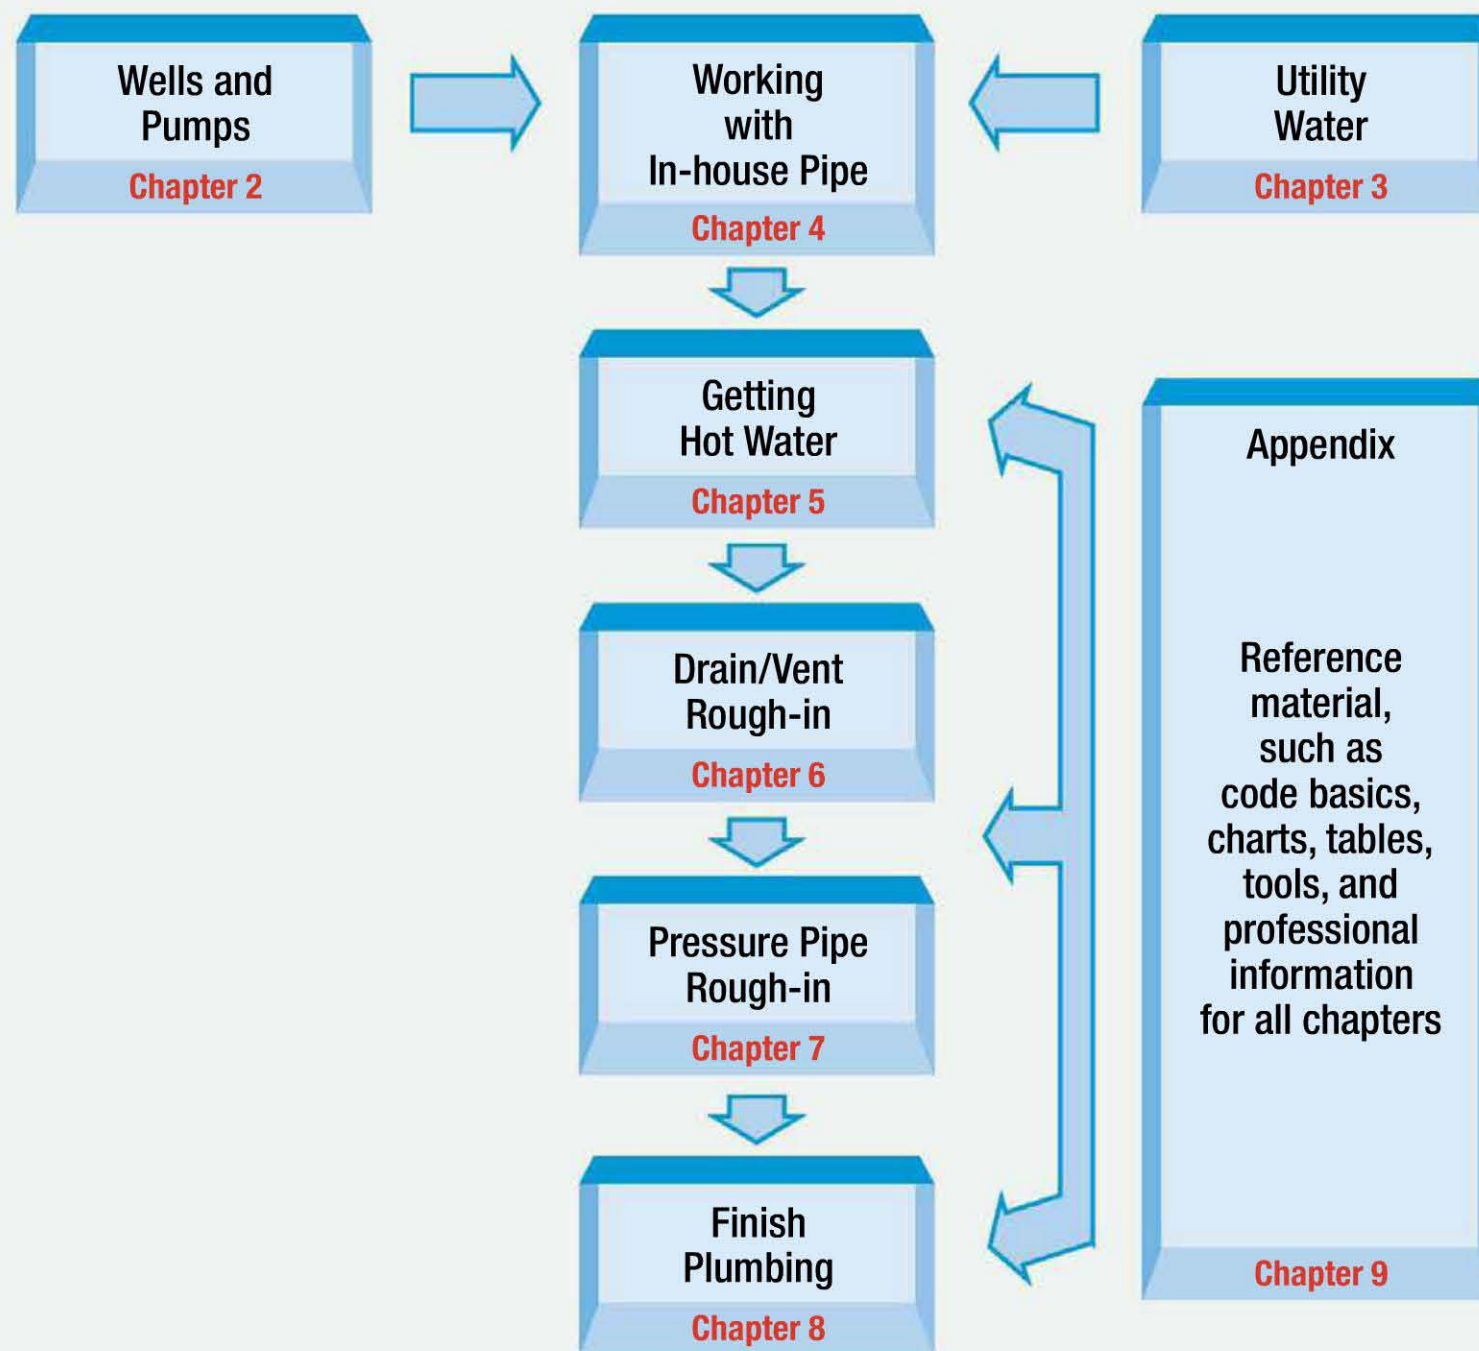 Wells and
Pumps
Chapter 2
Working
with
In-house Pipe
Chapter 4
Utility
Water
Chapter 3
Getting
Hot Water
Chapter 5
Drain/Vent
Rough-in
Chapter 6
Pressure Pipe
Rough-in
Chapter 7
Finish
Plumbing
Chapter 8
Appendix
Reference
material,
such as
code basics,
charts, tables,
tools, and
professional
information
for all chapters
Chapter 9